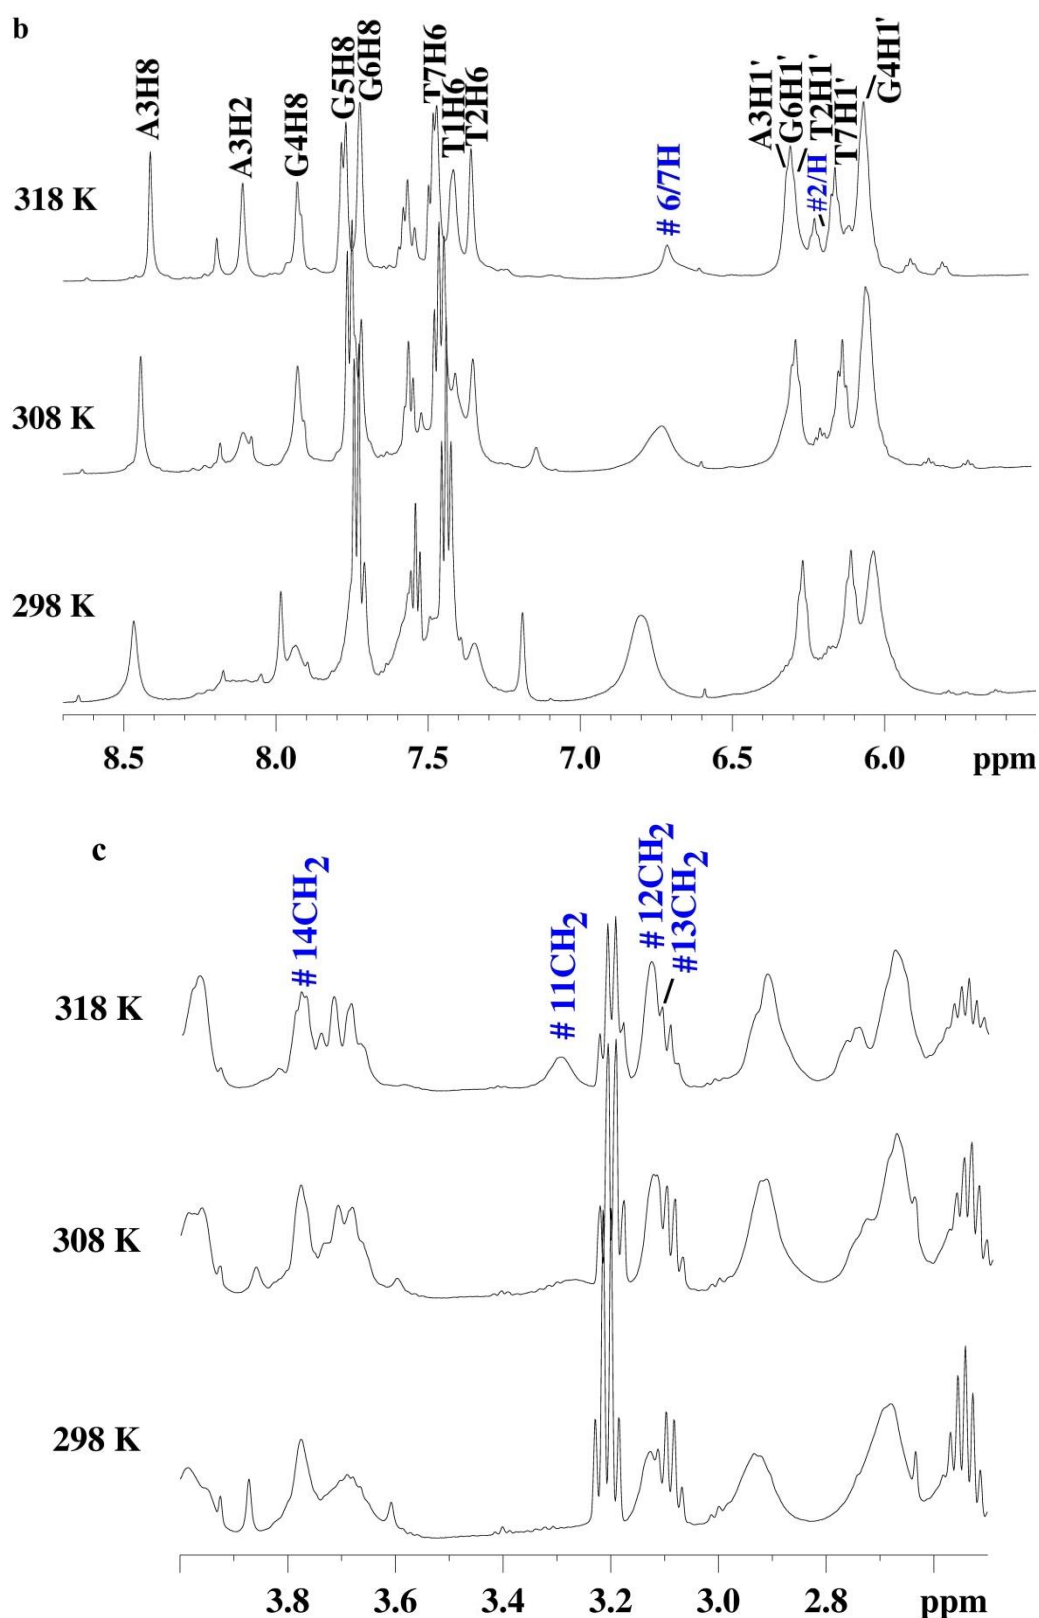 b
A3H8
A3H2
G4H8
G5H8
G6H8
T7H6
T1H6
T2H6
# 6/7H
A3H1'
G6H1'
T2H1'
#2/H
T7H1'
G4H1'
318 K
308 K
298 K
8.5 8.0 7.5 7.0 6.5 6.0 ppm
c
# 14CH2
# 11CH2
# 12CH2
#13CH2
318 K
308 K
298 K
3.8 3.6 3.4 3.2 3.0 2.8 ppm